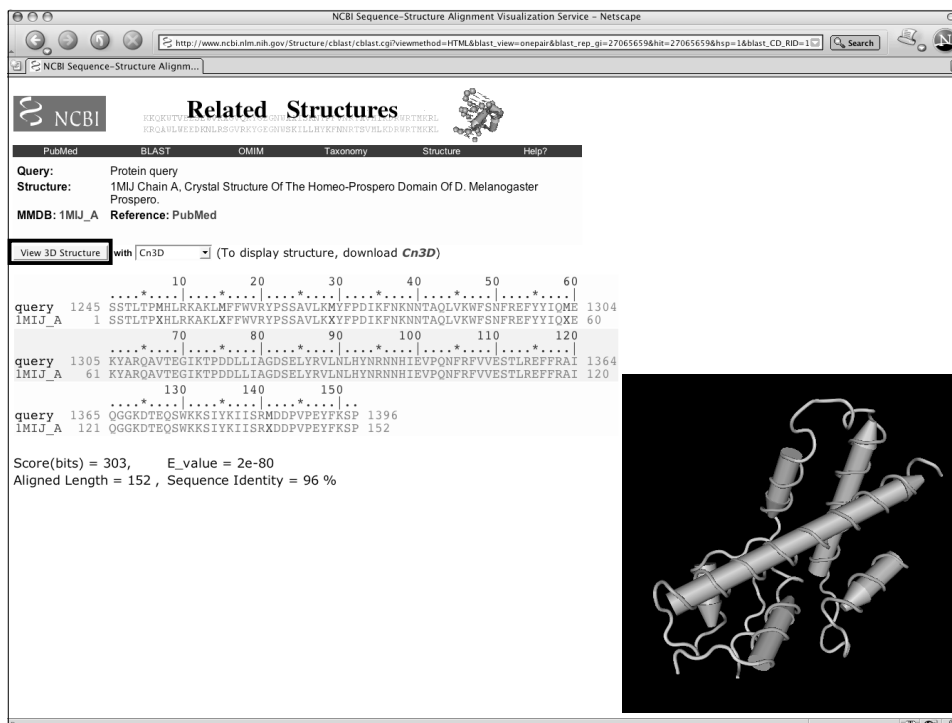 NCBI Sequence-Structure Alignment Visualization Service – Netscape
http://www.ncbi.nlm.nih.gov/Structure/cblast/cblast.cgi?viewmethod=HTML&blast_view=onepair&blast_rep_gi=27065659&hit=27065659&hsp=1&blast_CD_RID=1
Search
NCBI Sequence-Structure Alignm...
NCBI
Related Structures
PubMed BLAST OMIM Taxonomy Structure Help?
Query: Protein query
Structure: 1MIJ Chain A, Crystal Structure Of The Homeo-Prospero Domain Of D. Melanogaster
Prospero.
MMDB: 1MIJ_A Reference: PubMed
View 3D Structure with Cn3D (To display structure, download Cn3D)
10 20 30 40 50 60
....*....|....*....|....*....|....*....|....*....|....*....|
query 1245 SSTLTPMHLRKAKLMFFWVRYPSSAVLKMYFPDIKFNKNNTAQLVKWFSNFREFYYIQME 1304
1MIJ_A 1 SSTLTPXHLRKAKLXFFWVRYPSSAVLKXYFPDIKFNKNNTAQLVKWFSNFREFYYIQXE 60
70 80 90 100 110 120
....*....|....*....|....*....|....*....|....*....|....*....|
query 1305 KYARQAVTEGIKTPDDLLIAGDSELYRVLNLHYNRNNHIEVPQNFRFVVESTLREFFRAI 1364
1MIJ_A 61 KYARQAVTEGIKTPDDLLIAGDSELYRVLNLHYNRNNHIEVPQNFRFVVESTLREFFRAI 120
130 140 150
....*....|....*....|....*....|..
query 1365 QGGKDTEQSWKKSIYKIISRMDDPVPEYFKSP 1396
1MIJ_A 121 QGGKDTEQSWKKSIYKIISRXDDPVPEYFKSP 152
Score(bits) = 303, E_value = 2e-80
Aligned Length = 152 , Sequence Identity = 96 %